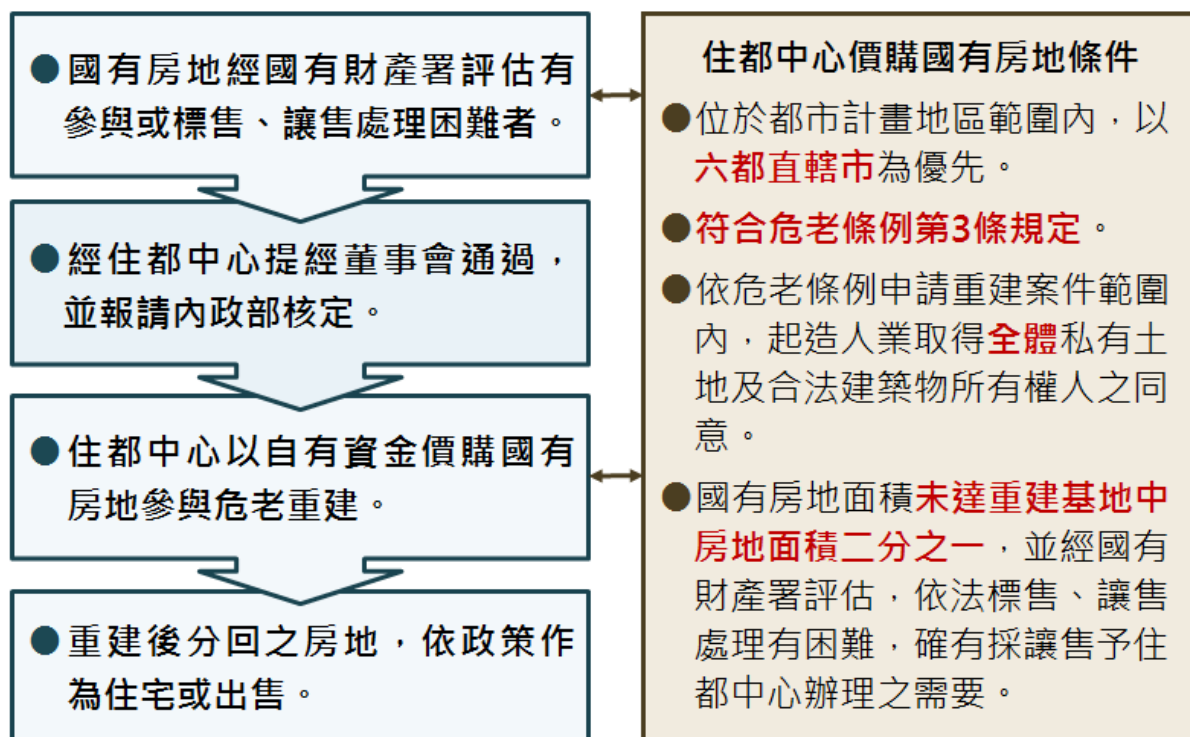 ●國有房地經國有財產署評估有
參與或標售、讓售處理困難者。
●經住都中心提經董事會通過，
並報請內政部核定。
●住都中心以自有資金價購國有
房地參與危老重建。
●重建後分回之房地，依政策作
為住宅或出售。
住都中心價購國有房地條件
●位於都市計畫地區範圍內，以
六都直轄市為優先。
●符合危老條例第3條規定。
●依危老條例申請重建案件範圍
內，起造人業取得全體私有土
地及合法建築物所有權人之同
意。
●國有房地面積未達重建基地中
房地面積二分之一，並經國有
財產署評估，依法標售、讓售
處理有困難，確有採讓售予住
都中心辦理之需要。